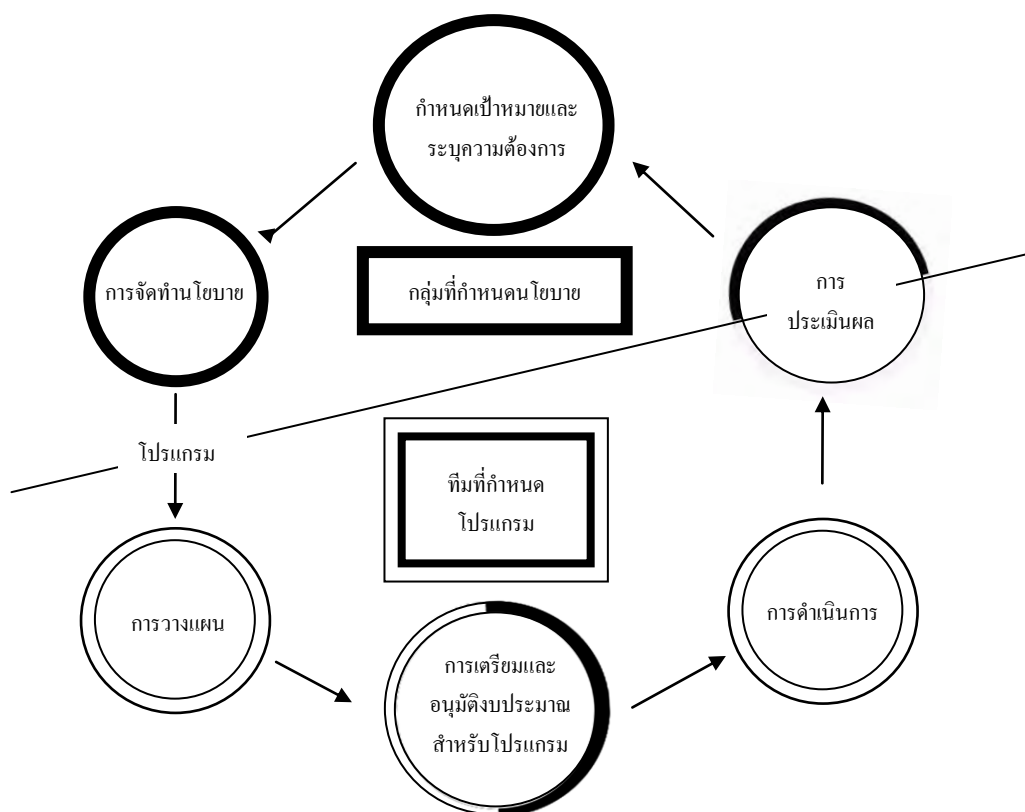 กำหนดเป้าหมายและ
ระบุความต้องการ
การจัดทำนโยบาย
กลุ่มที่กำหนดนโยบาย
การ
ประเมินผล
โปรแกรม
ทีมที่กำหนด
โปรแกรม
การวางแผน
การดำเนินการ
การเตรียมและ
อนุมัติงบประมาณ
สำหรับโปรแกรม